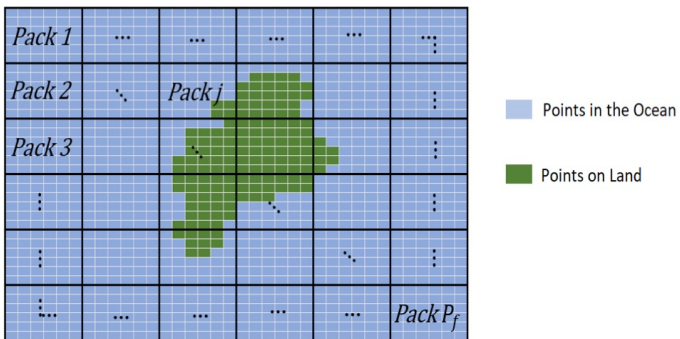 Pack 1
Pack 2
Pack j
Pack 3
Pack P_f
Points in the Ocean
Points on Land